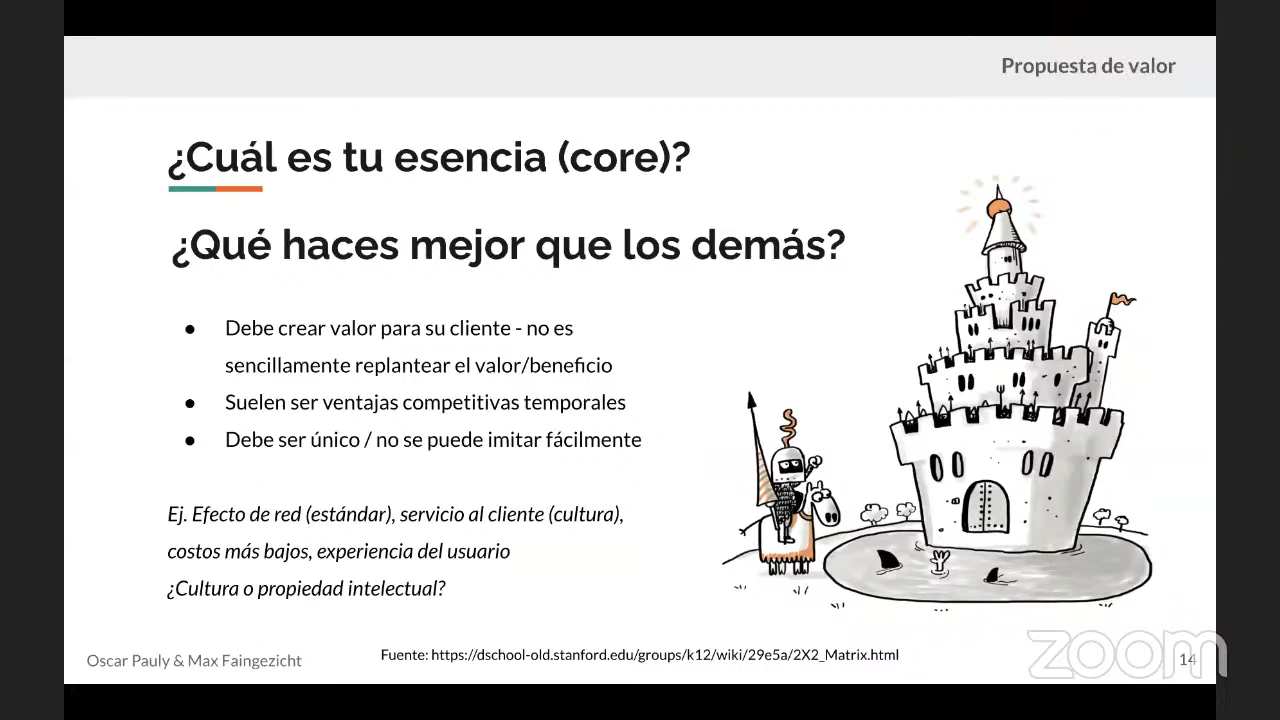 Propuesta de valor
¿Cuál es tu esencia (core)?
¿Qué haces mejor que los demás?
● Debe crear valor para su cliente - no es
sencillamente replantear el valor/beneficio
● Suelen ser ventajas competitivas temporales
● Debe ser único / no se puede imitar fácilmente
Ej. Efecto de red (estándar), servicio al cliente (cultura),
costos más bajos, experiencia del usuario
¿Cultura o propiedad intelectual?
Oscar Pauly & Max Faingezicht
Fuente: https://dschool-old.stanford.edu/groups/k12/wiki/29e5a/2X2_Matrix.html
14
zoom